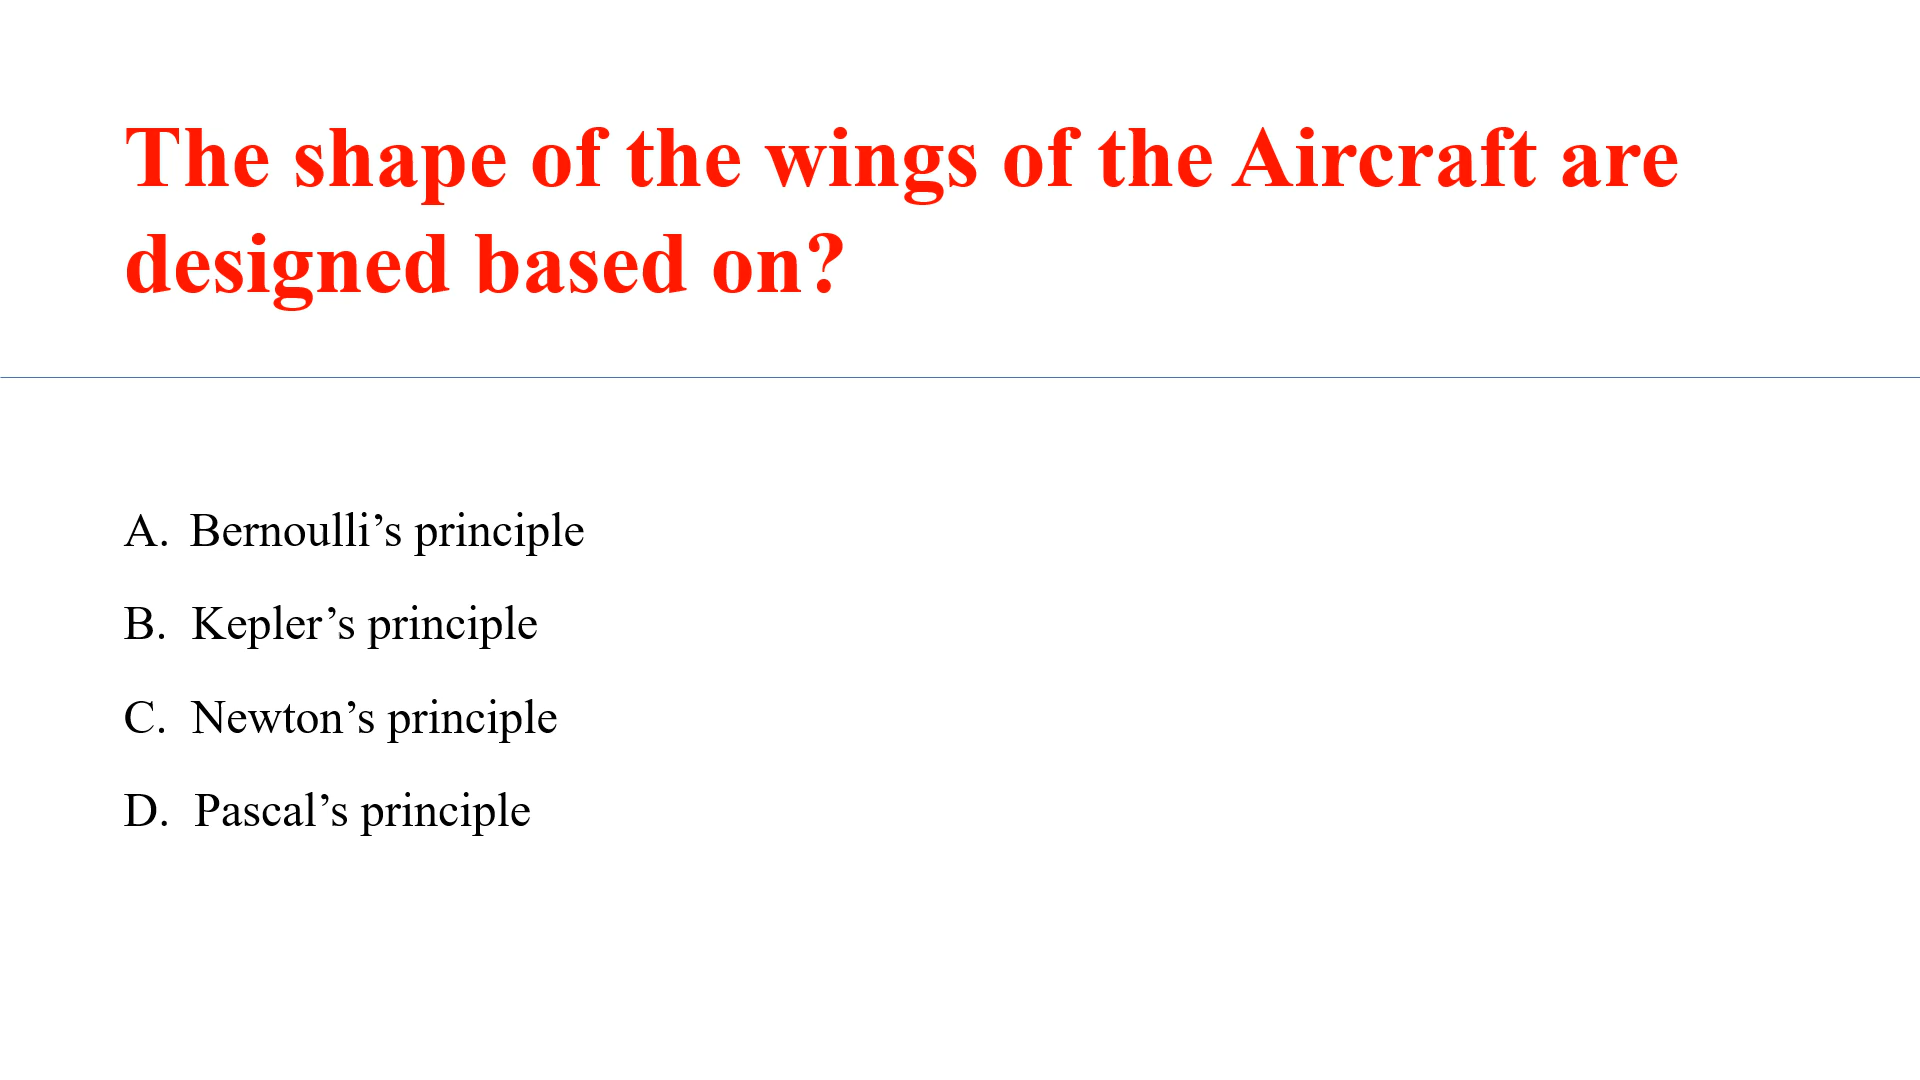 The shape of the wings of the Aircraft are
designed based on?
A. Bernoulli’s principle
B. Kepler’s principle
C. Newton’s principle
D. Pascal’s principle